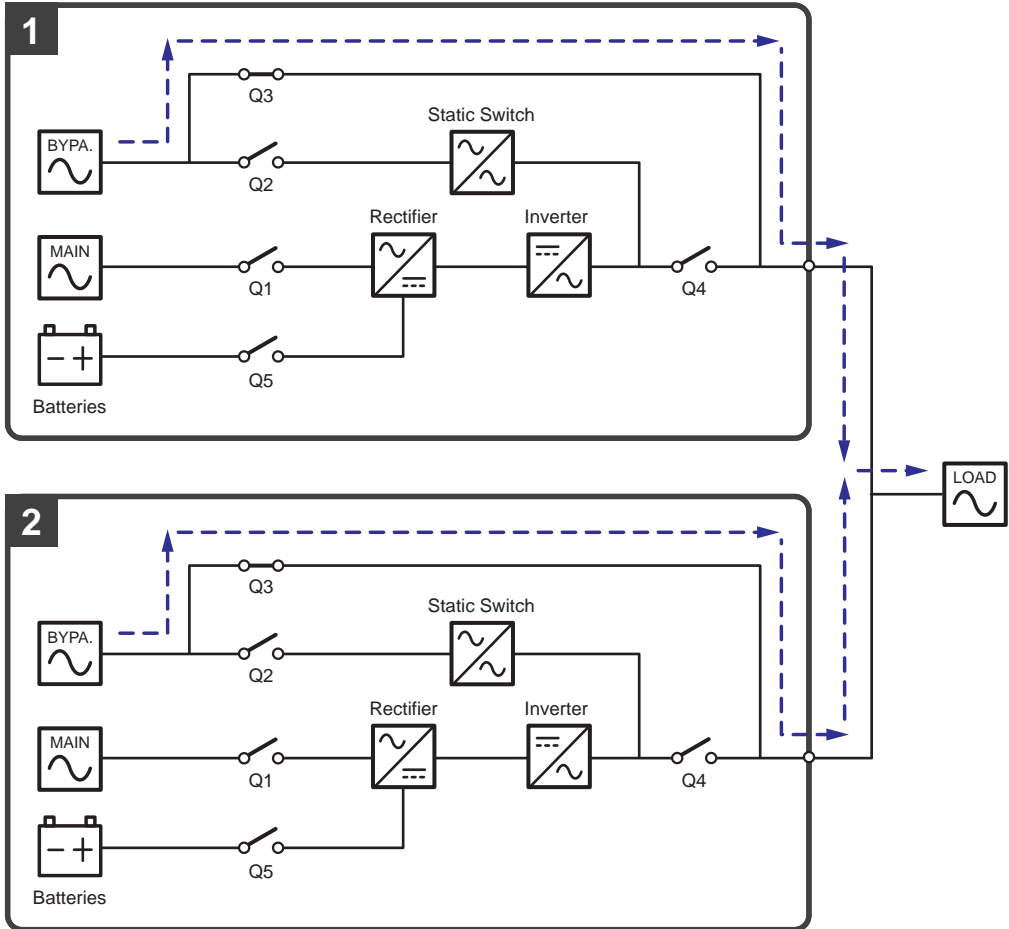 1
Q3
Static Switch
BYPA.
Q2
Rectifier
Inverter
MAIN
Q1
Q4
Q5
Batteries
LOAD
2
Q3
Static Switch
BYPA.
Q2
Rectifier
Inverter
MAIN
Q1
Q4
Q5
Batteries